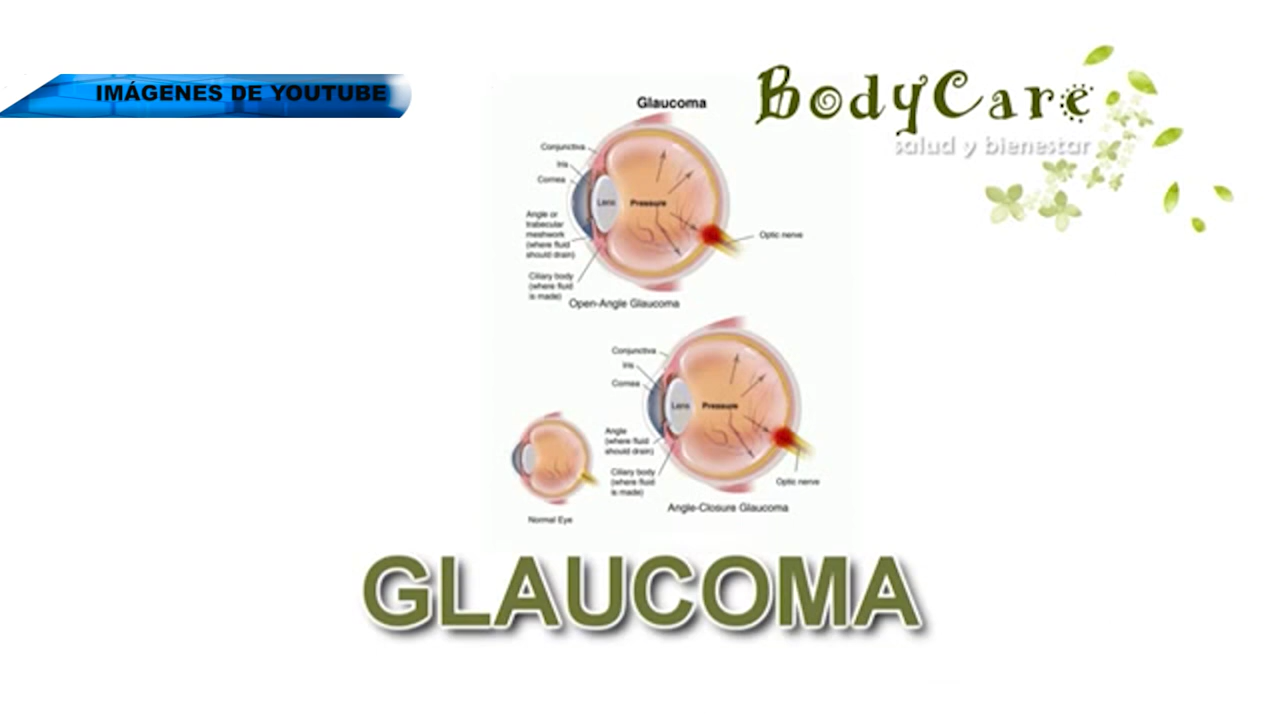 IMÁGENES DE YOUTUBE
BodyCare
salud y bienestar
Glaucoma
Conjunctiva
Iris
Cornea
Lens
Pressure
Angle or
trabecular
meshwork
(where fluid
should drain)
Optic nerve
Ciliary body
(where fluid
is made)
Open-Angle Glaucoma
Conjunctiva
Iris
Cornea
Lens
Pressure
Angle
(where fluid
should drain)
Ciliary body
(where fluid
is made)
Optic nerve
Angle-Closure Glaucoma
Normal Eye
GLAUCOMA